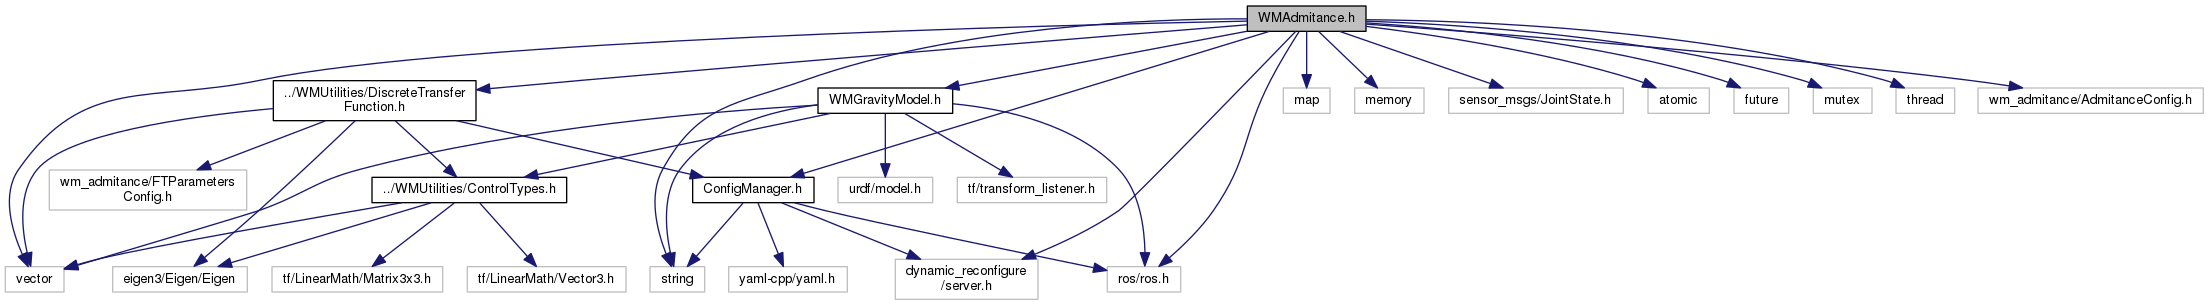 WMAdmitance.h
../WMUtilities/DiscreteTransfer
Function.h
WMGravityModel.h
map
memory
sensor_msgs/JointState.h
atomic
future
mutex
thread
wm_admitance/AdmitanceConfig.h
wm_admitance/FTParameters
Config.h
../WMUtilities/ControlTypes.h
ConfigManager.h
urdf/model.h
tf/transform_listener.h
vector
eigen3/Eigen/Eigen
tf/LinearMath/Matrix3x3.h
tf/LinearMath/Vector3.h
string
yaml-cpp/yaml.h
dynamic_reconfigure
/server.h
ros/ros.h